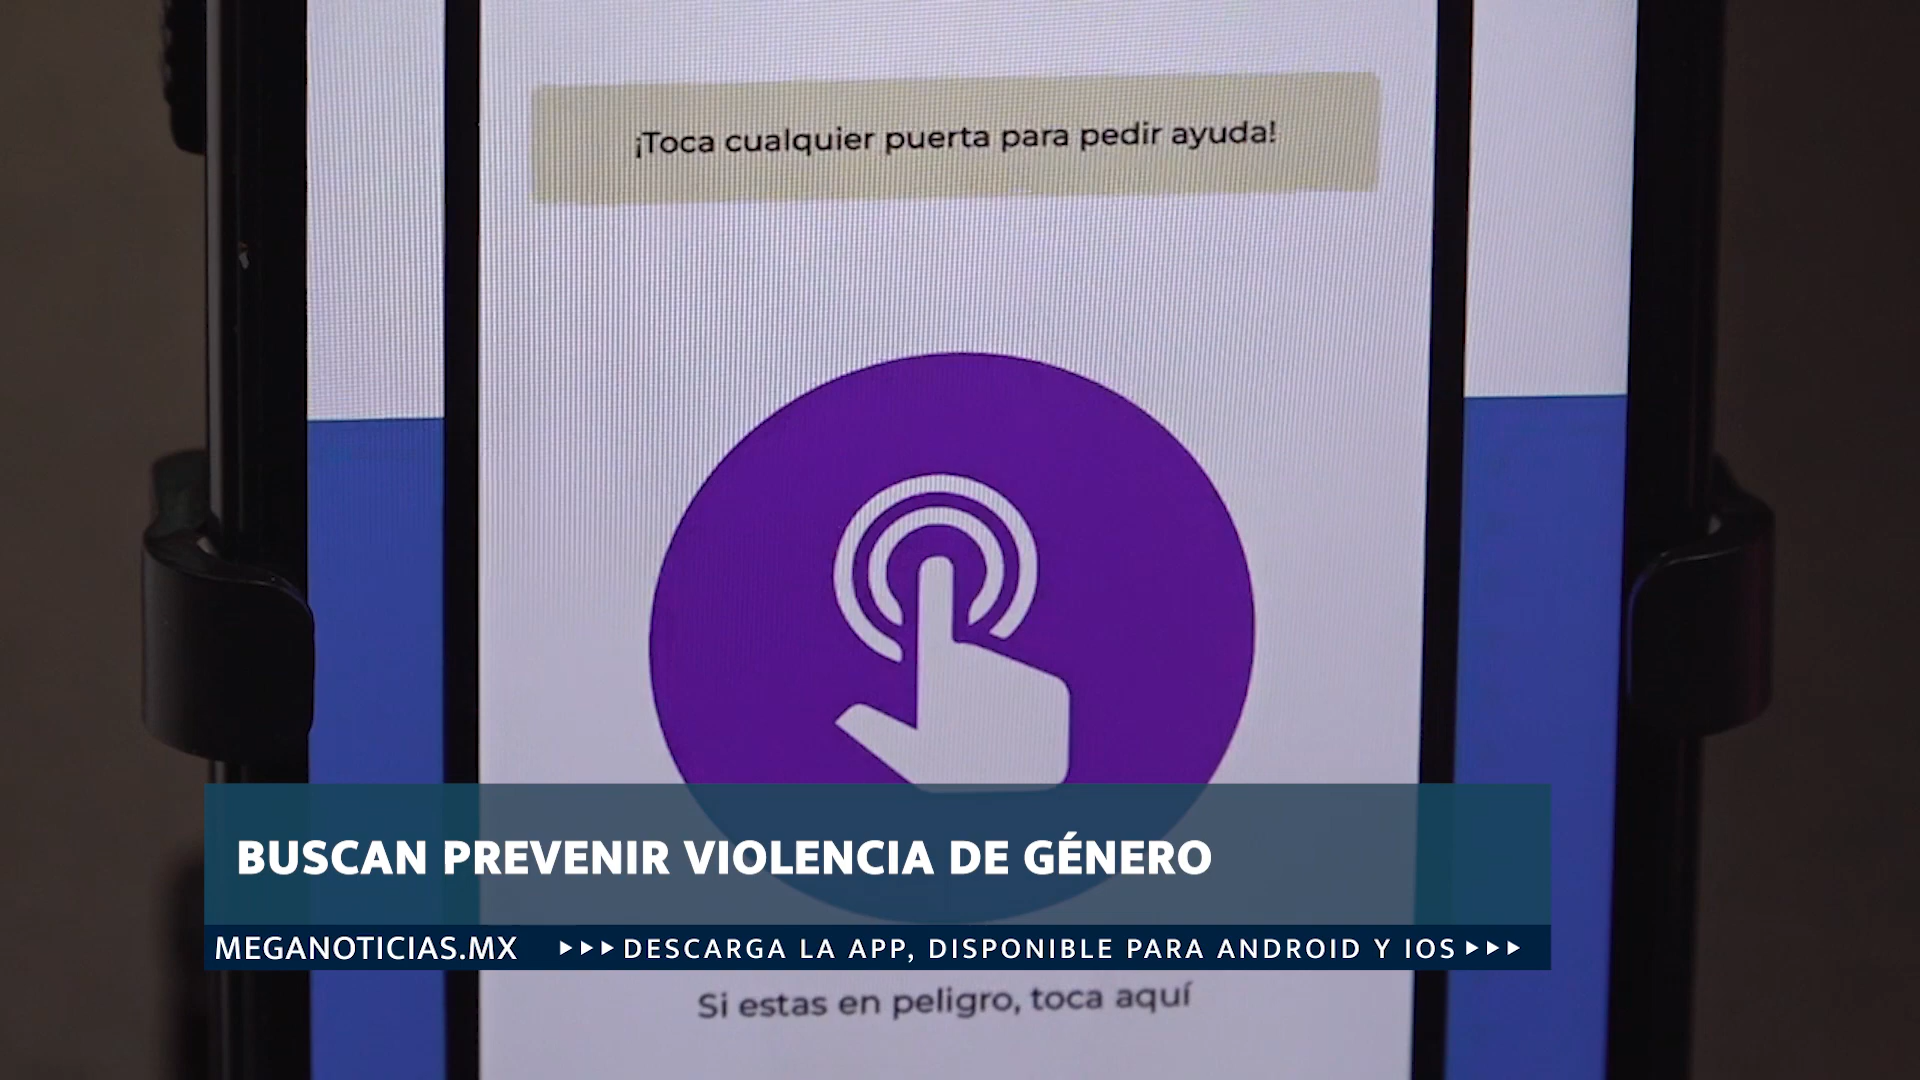 ¡Toca cualquier puerta para pedir ayuda!
BUSCAN PREVENIR VIOLENCIA DE GÉNERO
MEGANOTICIAS.MX DESCARGA LA APP, DISPONIBLE PARA ANDROID Y IOS
Si estas en peligro, toca aquí